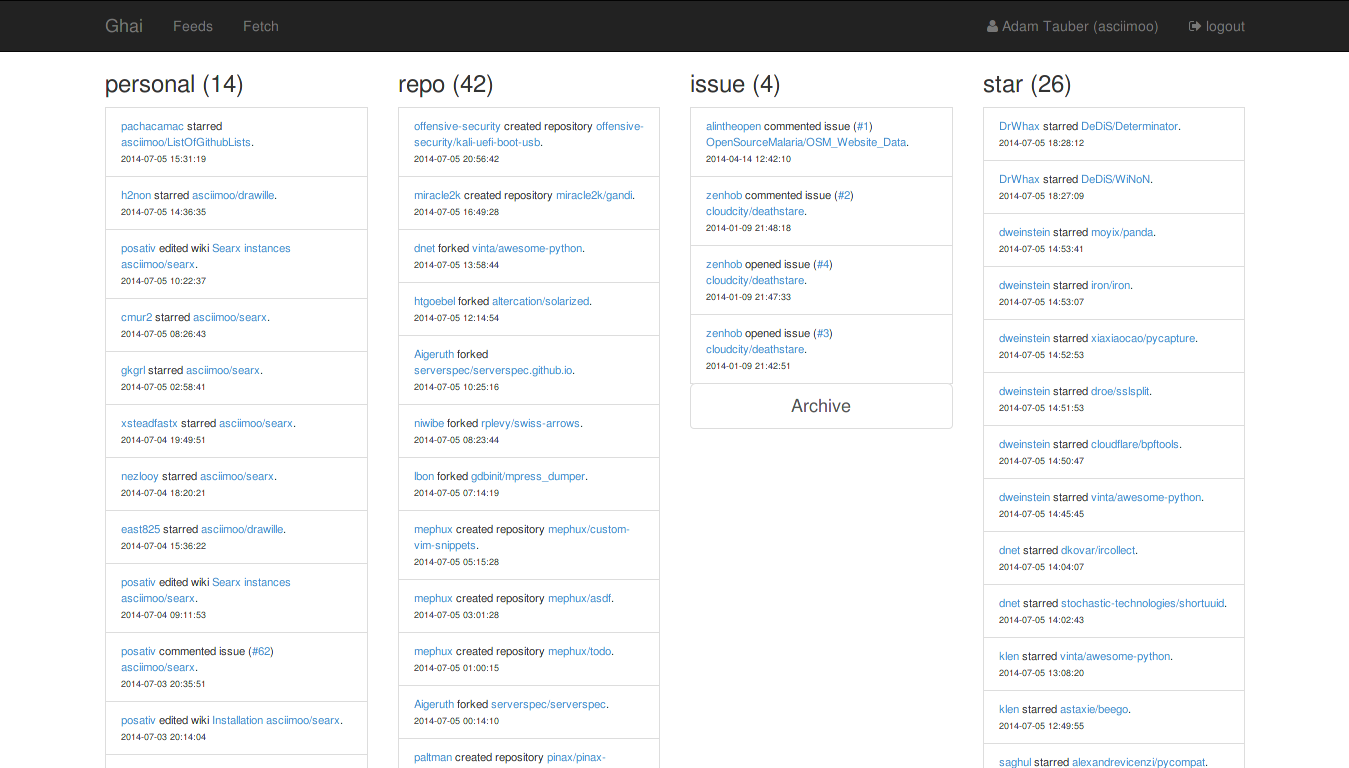 Ghai Feeds Fetch Adam Tauber (asciimoo) logout
personal (14)
pachacamac starred
asciimoo/ListOfGithubLists.
2014-07-05 15:31:19
h2non starred asciimoo/drawille.
2014-07-05 14:36:35
posativ edited wiki Searx instances
asciimoo/searx.
2014-07-05 10:22:37
cmur2 starred asciimoo/searx.
2014-07-05 08:26:43
gkgrl starred asciimoo/searx.
2014-07-05 02:58:41
xsteadfastx starred asciimoo/searx.
2014-07-04 19:49:51
nezlooy starred asciimoo/searx.
2014-07-04 18:20:21
east825 starred asciimoo/drawille.
2014-07-04 15:36:22
posativ edited wiki Searx instances
asciimoo/searx.
2014-07-04 09:11:53
posativ commented issue (#62)
asciimoo/searx.
2014-07-03 20:35:51
posativ edited wiki Installation asciimoo/searx.
2014-07-03 20:14:04
repo (42)
offensive-security created repository offensive-
security/kali-uefi-boot-usb.
2014-07-05 20:56:42
miracle2k created repository miracle2k/gandi.
2014-07-05 16:49:28
dnet forked vinta/awesome-python.
2014-07-05 13:58:44
htgoebel forked altercation/solarized.
2014-07-05 12:14:54
Aigeruth forked
serverspec/serverspec.github.io.
2014-07-05 10:25:16
niwibe forked rplevy/swiss-arrows.
2014-07-05 08:23:44
lbon forked gdbinit/mpress_dumper.
2014-07-05 07:14:19
mephux created repository mephux/custom-
vim-snippets.
2014-07-05 05:15:28
mephux created repository mephux/asdf.
2014-07-05 03:01:28
mephux created repository mephux/todo.
2014-07-05 01:00:15
Aigeruth forked serverspec/serverspec.
2014-07-05 00:14:10
paltman created repository pinax/pinax-
issue (4)
alintheopen commented issue (#1)
OpenSourceMalaria/OSM_Website_Data.
2014-04-14 12:42:10
zenhob commented issue (#2)
cloudcity/deathstare.
2014-01-09 21:48:18
zenhob opened issue (#4)
cloudcity/deathstare.
2014-01-09 21:47:33
zenhob opened issue (#3)
cloudcity/deathstare.
2014-01-09 21:42:51
Archive
star (26)
DrWhax starred DeDiS/Determinator.
2014-07-05 18:28:12
DrWhax starred DeDiS/WiNoN.
2014-07-05 18:27:09
dweinstein starred moyix/panda.
2014-07-05 14:53:41
dweinstein starred iron/iron.
2014-07-05 14:53:07
dweinstein starred xiaxiaocao/pycapture.
2014-07-05 14:52:53
dweinstein starred droe/sslsplit.
2014-07-05 14:51:53
dweinstein starred cloudflare/bpftools.
2014-07-05 14:50:47
dweinstein starred vinta/awesome-python.
2014-07-05 14:45:45
dnet starred dkovar/ircollect.
2014-07-05 14:04:07
dnet starred stochastic-technologies/shortuuid.
2014-07-05 14:02:43
klen starred vinta/awesome-python.
2014-07-05 13:08:20
klen starred astaxie/beego.
2014-07-05 12:49:55
saghul starred alexandrevicenzi/pycompat.